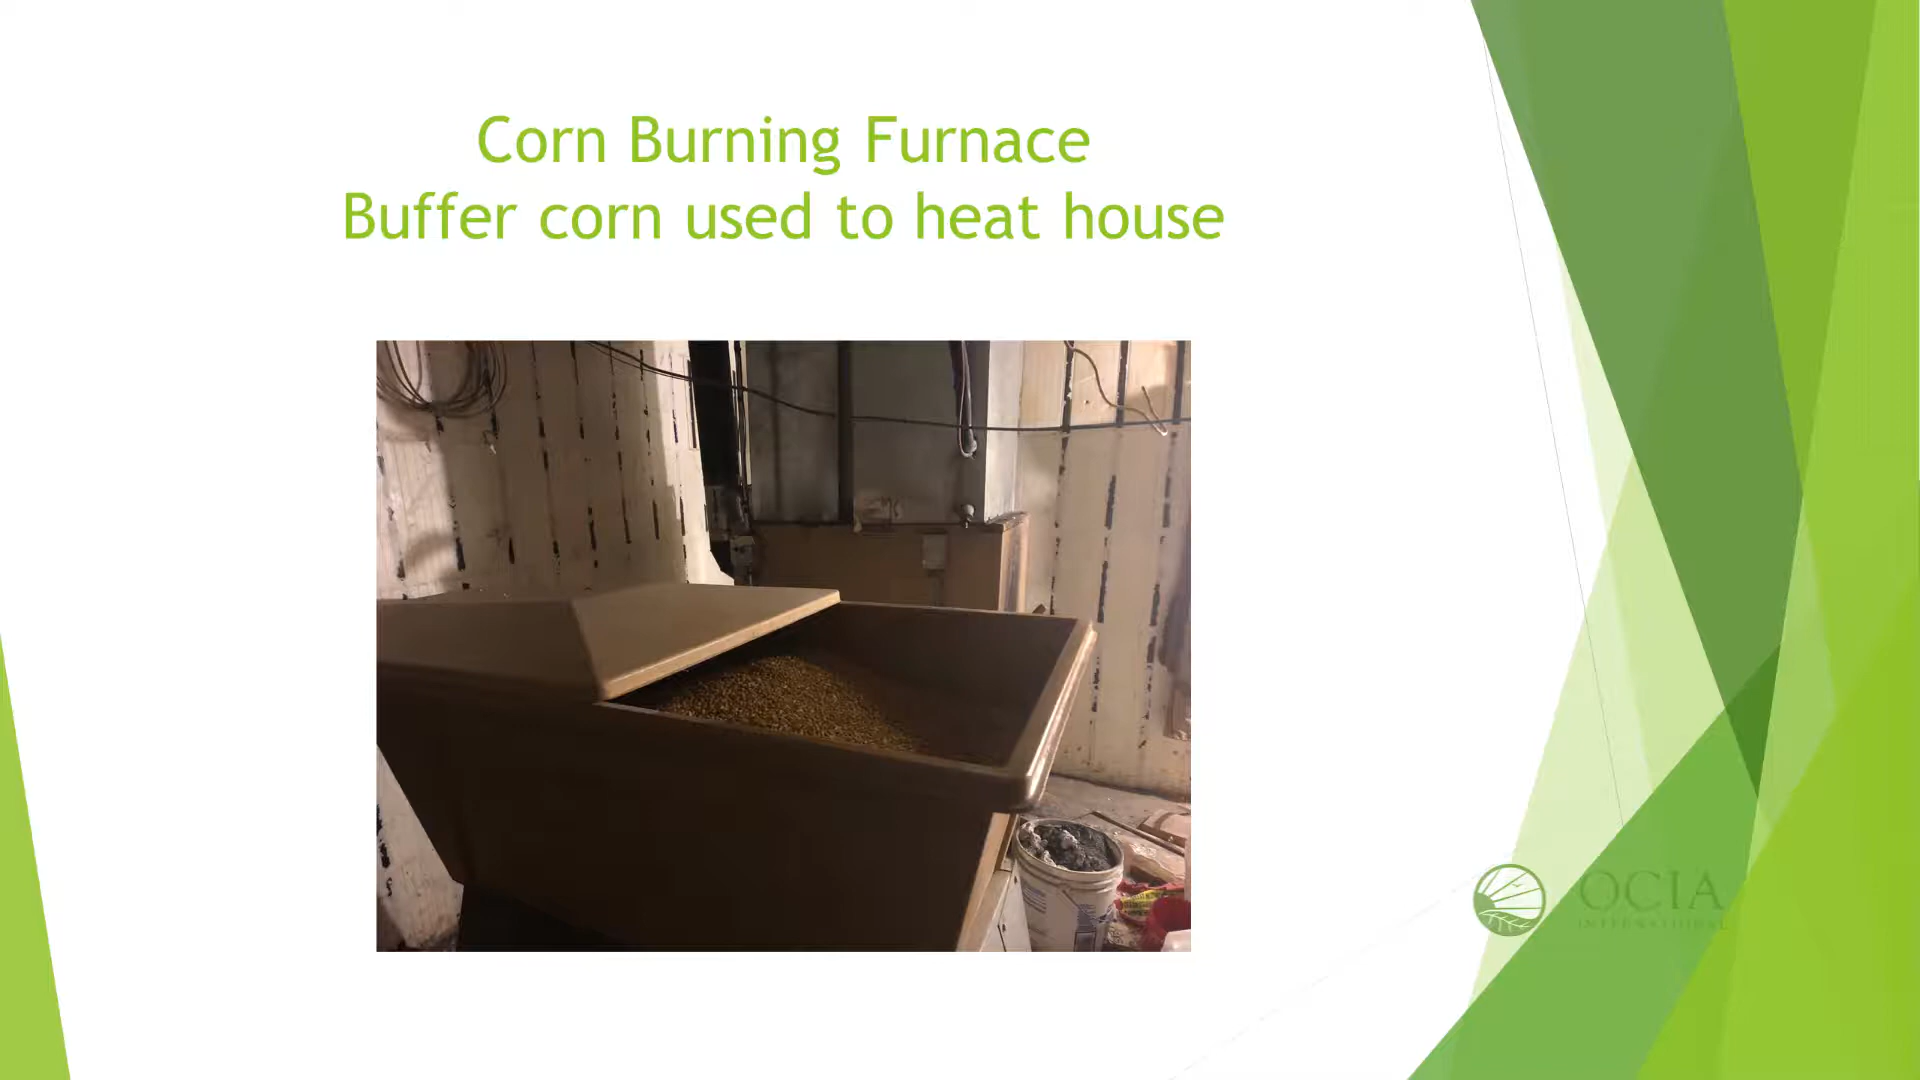 Corn Burning Furnace
Buffer corn used to heat house
OCIA
INTERNATIONAL